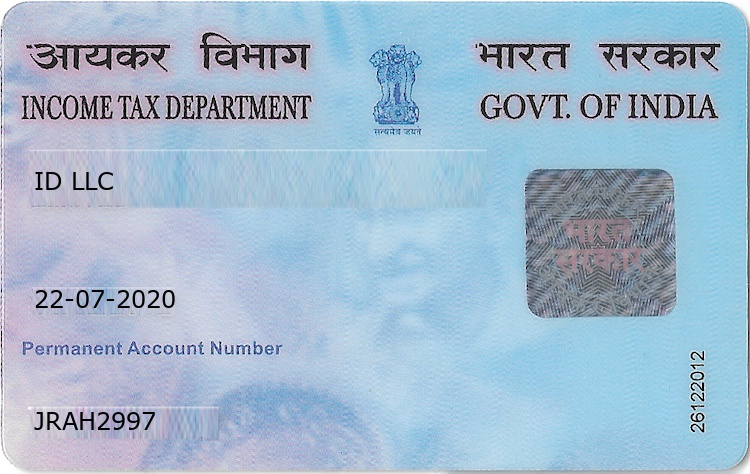 आयकर विभाग
भारत सरकार
INCOME TAX DEPARTMENT
GOVT. OF INDIA
सत्यमेव जयते
ID LLC
भारत
सरकार
22-07-2020
Permanent Account Number
JRAH2997
26122012